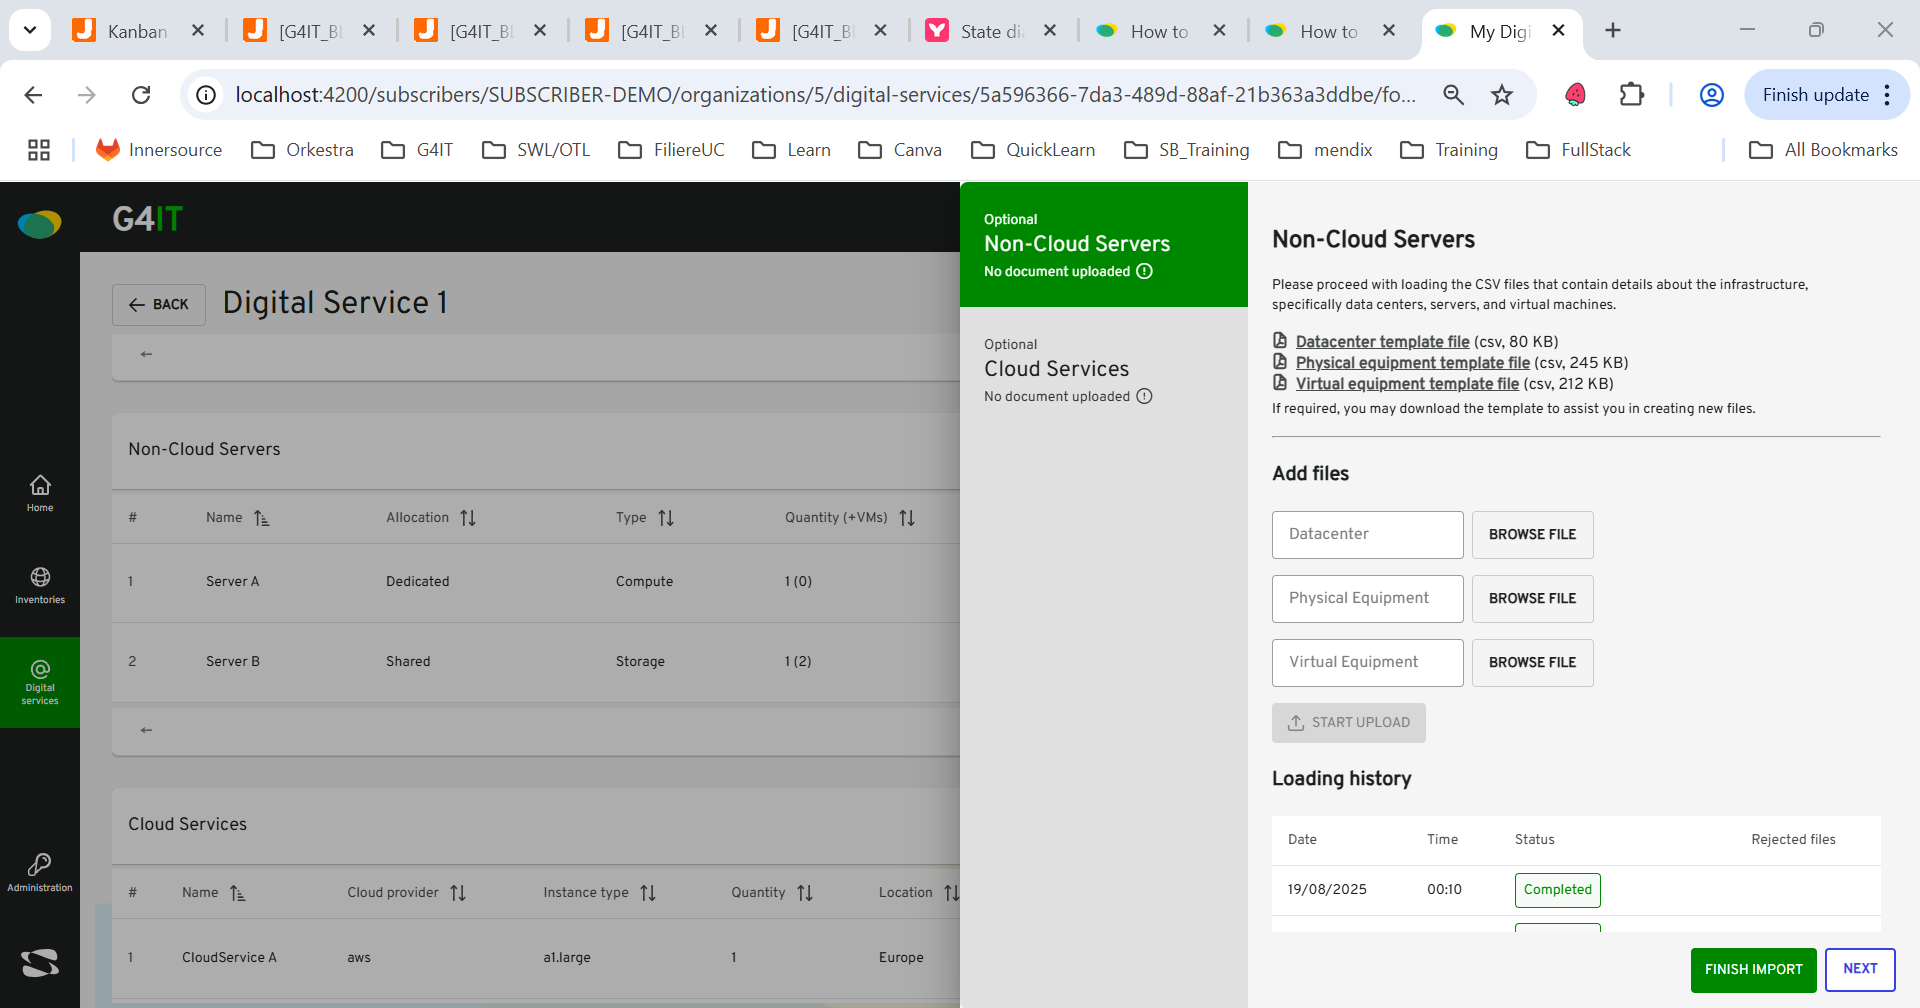 Kanban
[G4IT_BL
[G4IT_BL
[G4IT_BL
[G4IT_BL
State dia
How to
How to
My Digi
localhost:4200/subscribers/SUBSCRIBER-DEMO/organizations/5/digital-services/5a596366-7da3-489d-88af-21b363a3ddbe/fo...
Finish update
Innersource
Orkestra
G4IT
SWL/OTL
FiliereUC
Learn
Canva
QuickLearn
SB_Training
mendix
Training
FullStack
All Bookmarks
G4IT
Home
Inventories
Digital
services
Administration
BACK
Digital Service 1
Non-Cloud Servers
# Name Allocation Type Quantity (+VMs)
1 Server A Dedicated Compute 1 (0)
2 Server B Shared Storage 1 (2)
Cloud Services
# Name Cloud provider Instance type Quantity Location
1 CloudService A aws a1.large 1 Europe
Optional
Non-Cloud Servers
No document uploaded
Optional
Cloud Services
No document uploaded
Non-Cloud Servers
Please proceed with loading the CSV files that contain details about the infrastructure,
specifically data centers, servers, and virtual machines.
Datacenter template file (csv, 80 KB)
Physical equipment template file (csv, 245 KB)
Virtual equipment template file (csv, 212 KB)
If required, you may download the template to assist you in creating new files.
Add files
Datacenter BROWSE FILE
Physical Equipment BROWSE FILE
Virtual Equipment BROWSE FILE
START UPLOAD
Loading history
Date Time Status Rejected files
19/08/2025 00:10 Completed
FINISH IMPORT NEXT